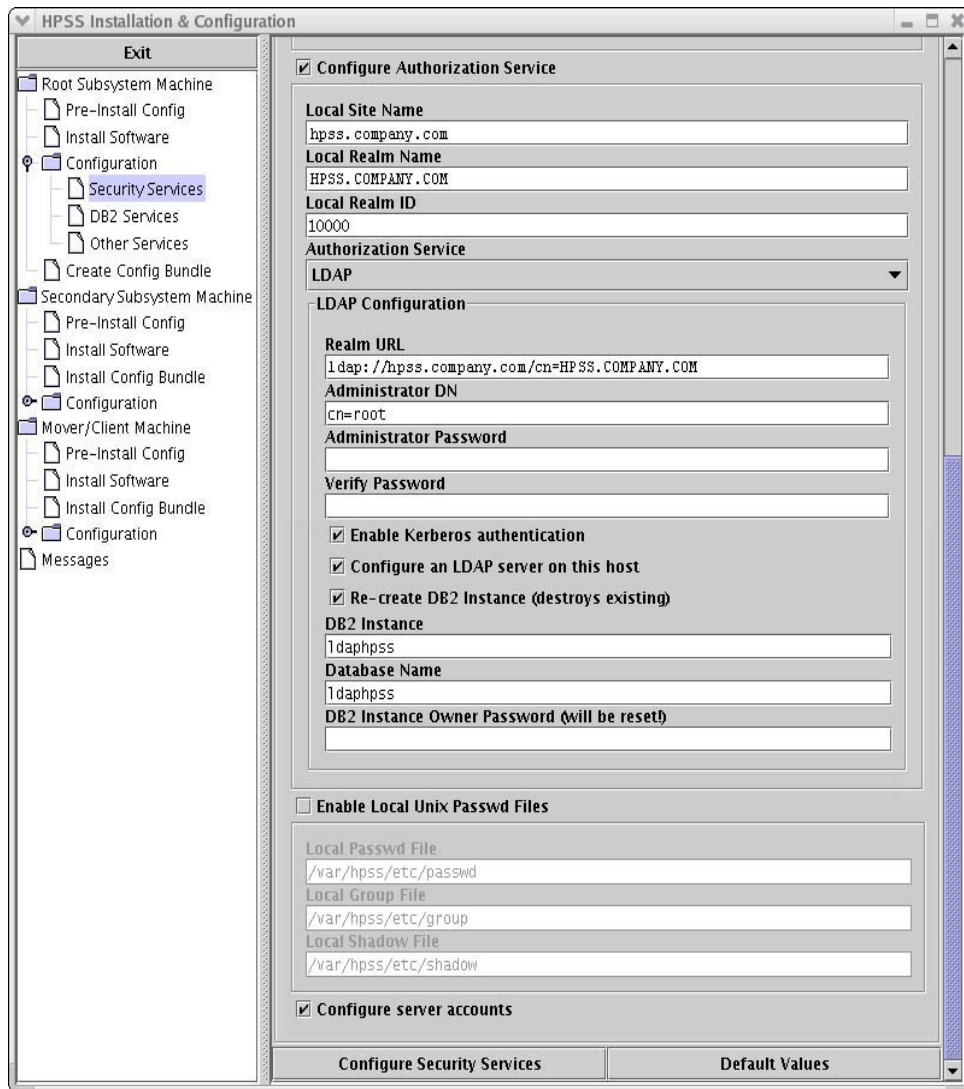 HPSS Installation & Configuration
Exit
Root Subsystem Machine
Pre-Install Config
Install Software
Configuration
Security Services
DB2 Services
Other Services
Create Config Bundle
Secondary Subsystem Machine
Pre-Install Config
Install Software
Install Config Bundle
Configuration
Mover/Client Machine
Pre-Install Config
Install Software
Install Config Bundle
Configuration
Messages
Configure Authorization Service
Local Site Name
hpss.company.com
Local Realm Name
HPSS.COMPANY.COM
Local Realm ID
10000
Authorization Service
LDAP
LDAP Configuration
Realm URL
ldap://hpss.company.com/cn=HPSS.COMPANY.COM
Administrator DN
cn=root
Administrator Password
Verify Password
Enable Kerberos authentication
Configure an LDAP server on this host
Re-create DB2 Instance (destroys existing)
DB2 Instance
ldaphpss
Database Name
ldaphpss
DB2 Instance Owner Password (will be reset!)
Enable Local Unix Passwd Files
Local Passwd File
/var/hpss/etc/passwd
Local Group File
/var/hpss/etc/group
Local Shadow File
/var/hpss/etc/shadow
Configure server accounts
Configure Security Services
Default Values